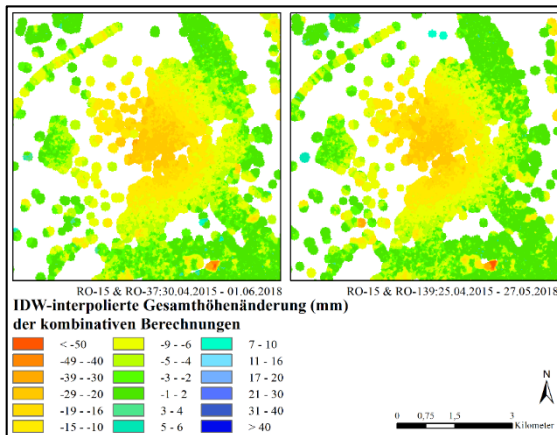 RO-15 & RO-37:30.04.2015 - 01.06.2018
RO-15 & RO-139:25.04.2015 - 27.05.2018
IDW-interpolierte Gesamthöhenänderung (mm)
der kombinativen Berechnungen
< -50
-49 - -40
-39 - -30
-29 - -20
-19 - -16
-15 - -10
-9 - -6
-5 - -4
-3 - -2
-1 - 2
3 - 4
5 - 6
7 - 10
11 - 16
17 - 20
21 - 30
31 - 40
> 40
N
0 0,75 1,5 3
Kilometer